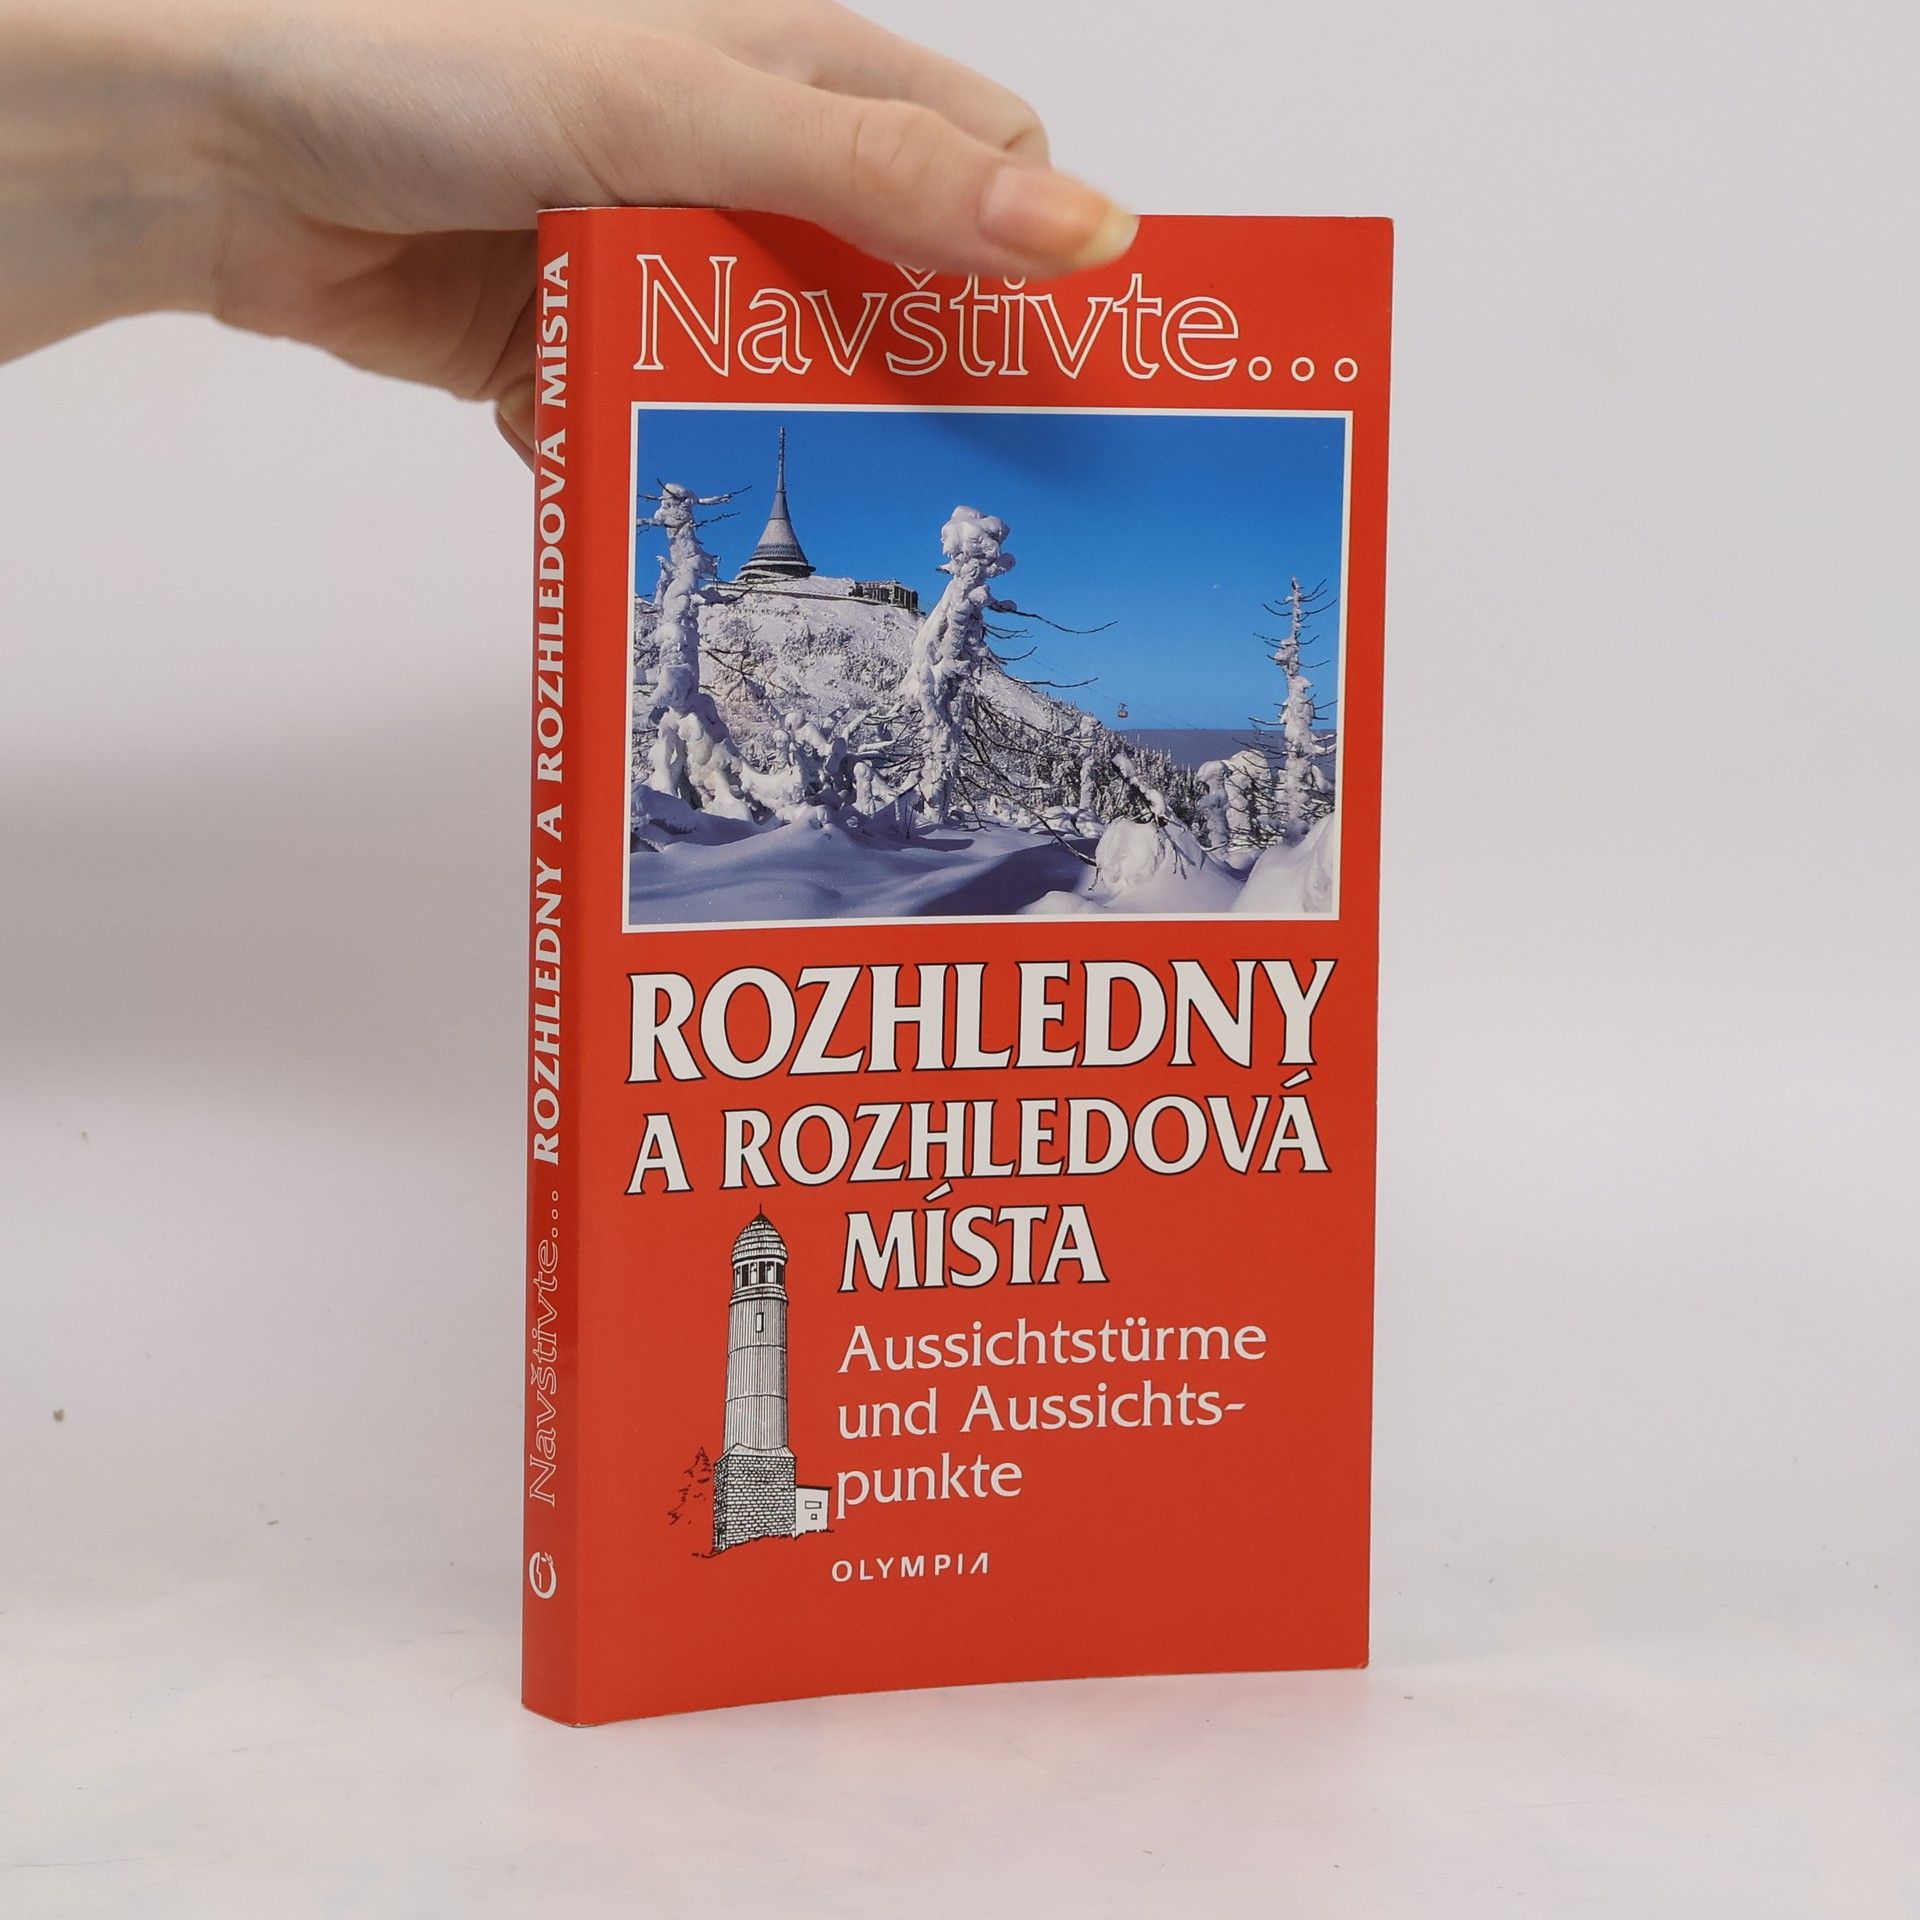 Navštivte...
ROZHLEDNY
A ROZHLEDOVÁ
MÍSTA
Aussichtstürme
und Aussichts-
punkte
OLYMPIA
Navštivte... ROZHLEDNY A ROZHLEDOVÁ MÍSTA